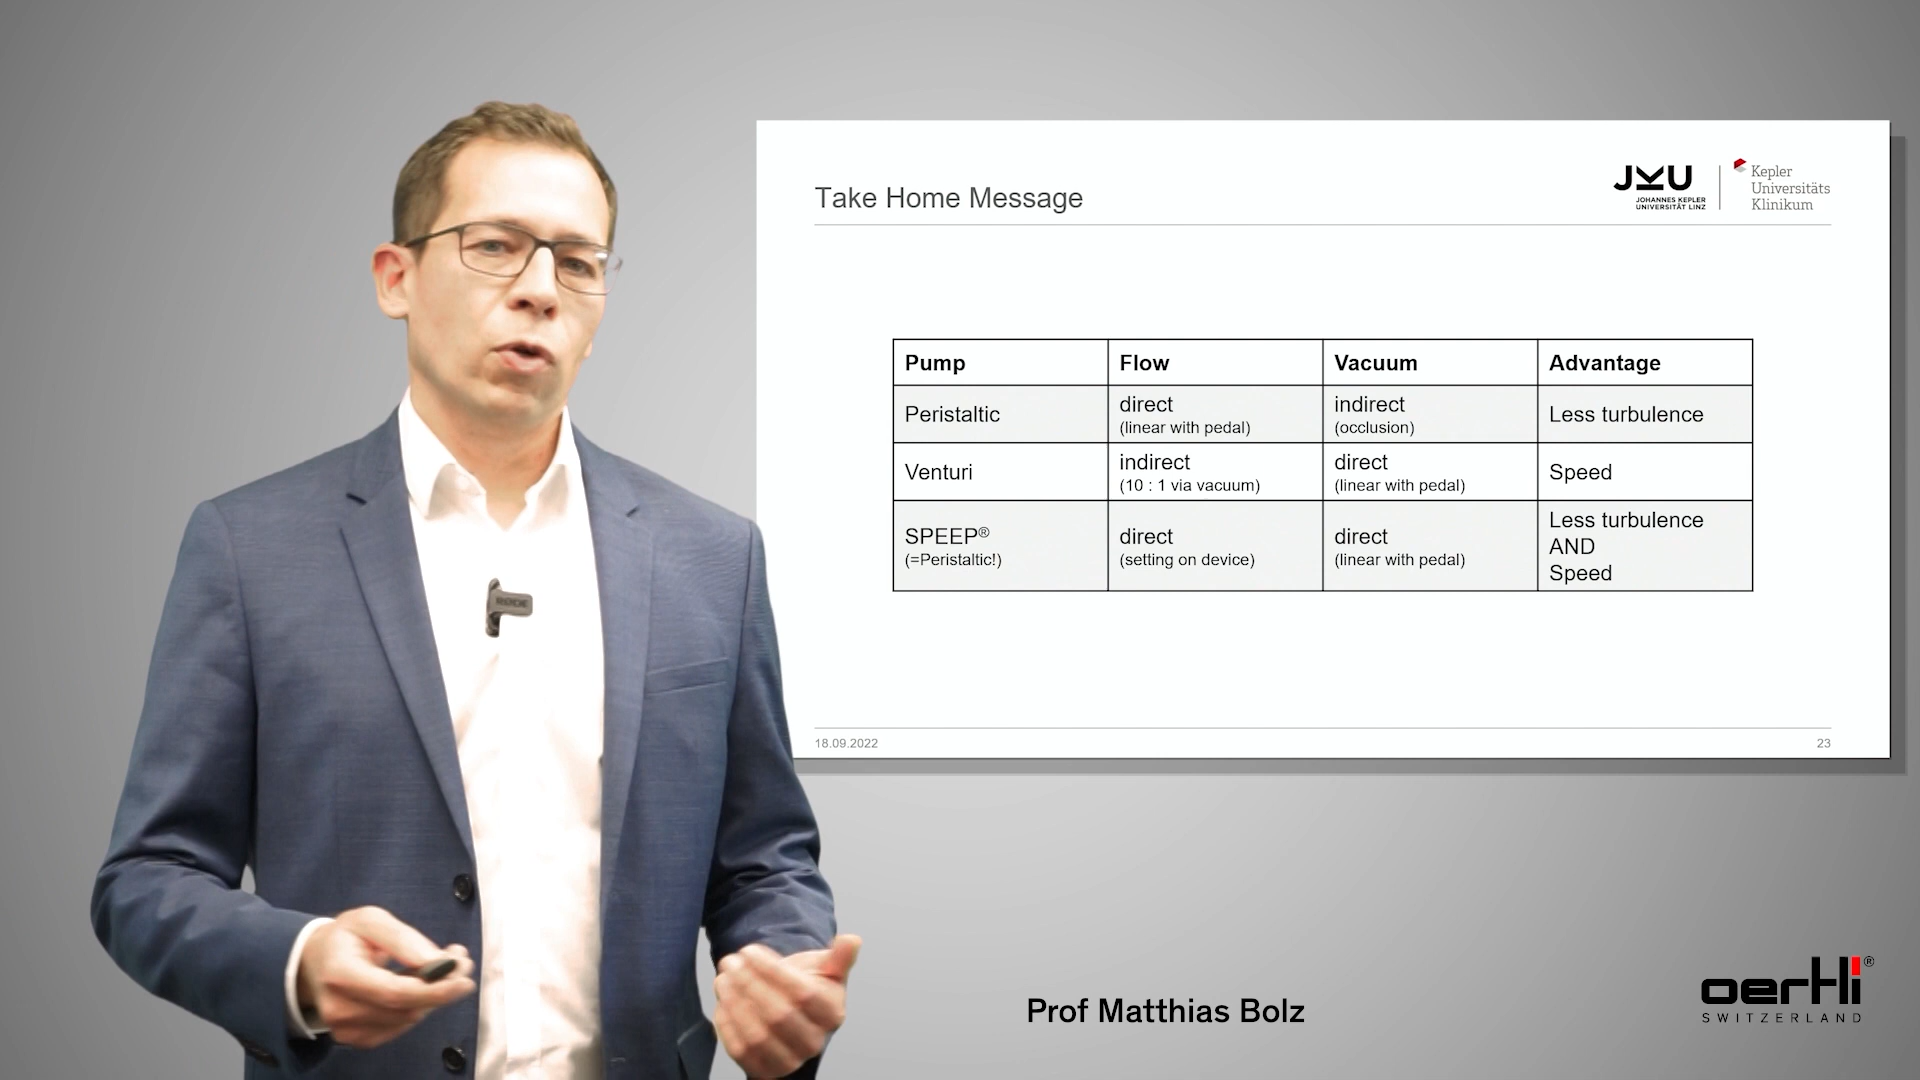 Take Home Message
JKU
JOHANNES KEPLER
UNIVERSITÄT LINZ
Kepler
Universitäts
Klinikum
Pump Flow Vacuum Advantage
Peristaltic
direct
(linear with pedal)
indirect
(occlusion)
Less turbulence
Venturi
indirect
(10 : 1 via vacuum)
direct
(linear with pedal)
Speed
SPEEP®
(=Peristaltic!)
direct
(setting on device)
direct
(linear with pedal)
Less turbulence
AND
Speed
18.09.2022
23
RODE
Prof Matthias Bolz
oertli®
SWITZERLAND